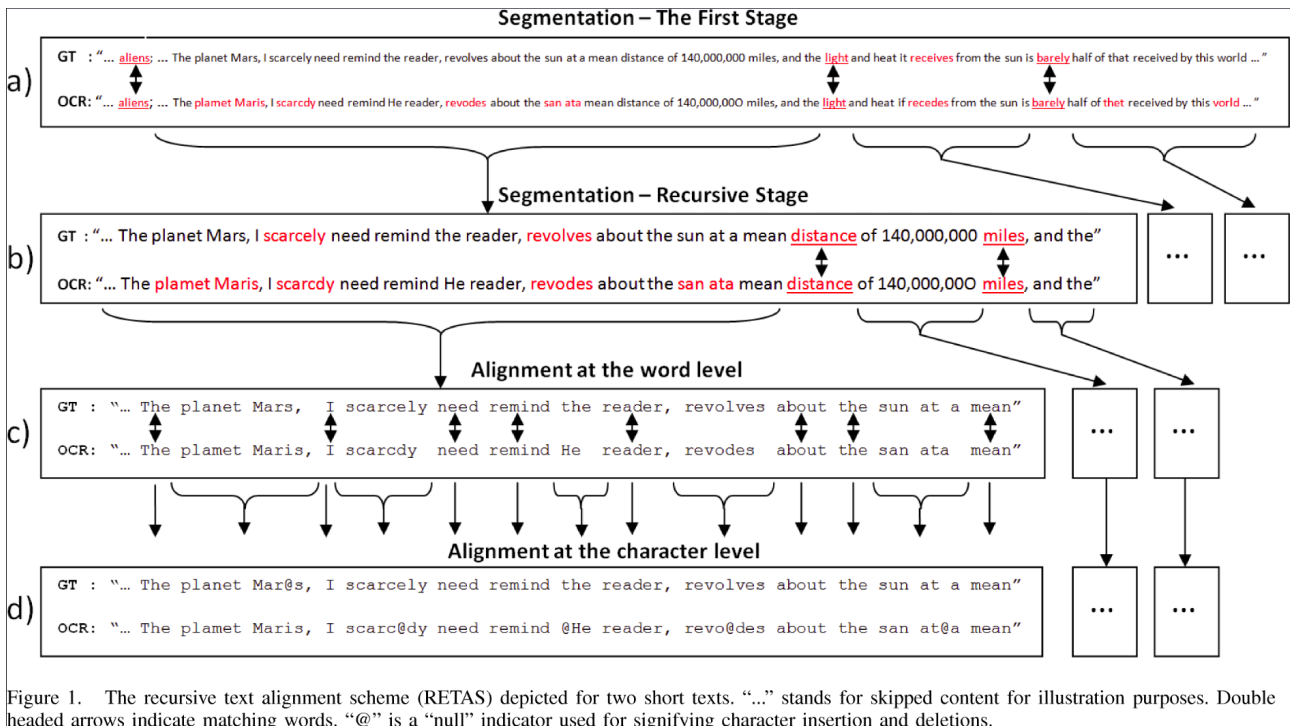 Segmentation – The First Stage
a)
GT : “... aliens; ... The planet Mars, I scarcely need remind the reader, revolves about the sun at a mean distance of 140,000,000 miles, and the light and heat it receives from the sun is barely half of that received by this world ...”
OCR: “... aliens; ... The plamet Maris, I scarcdy need remind He reader, revodes about the san ata mean distance of 140,000,00O miles, and the light and heat if recedes from the sun is barely half of thet received by this vorld ...”
Segmentation – Recursive Stage
b)
GT : “... The planet Mars, I scarcely need remind the reader, revolves about the sun at a mean distance of 140,000,000 miles, and the”
OCR: “... The plamet Maris, I scarcdy need remind He reader, revodes about the san ata mean distance of 140,000,00O miles, and the”
...
...
Alignment at the word level
c)
GT : “... The planet Mars, I scarcely need remind the reader, revolves about the sun at a mean”
OCR: “... The plamet Maris, I scarcdy need remind He reader, revodes about the san ata mean”
...
...
Alignment at the character level
d)
GT : “... The planet Mar@s, I scarcely need remind the reader, revolves about the sun at a mean”
OCR: “... The plamet Maris, I scarc@dy need remind @He reader, revo@des about the san at@a mean”
...
...
Figure 1. The recursive text alignment scheme (RETAS) depicted for two short texts. “...” stands for skipped content for illustration purposes. Double
headed arrows indicate matching words. “@” is a “null” indicator used for signifying character insertion and deletions.